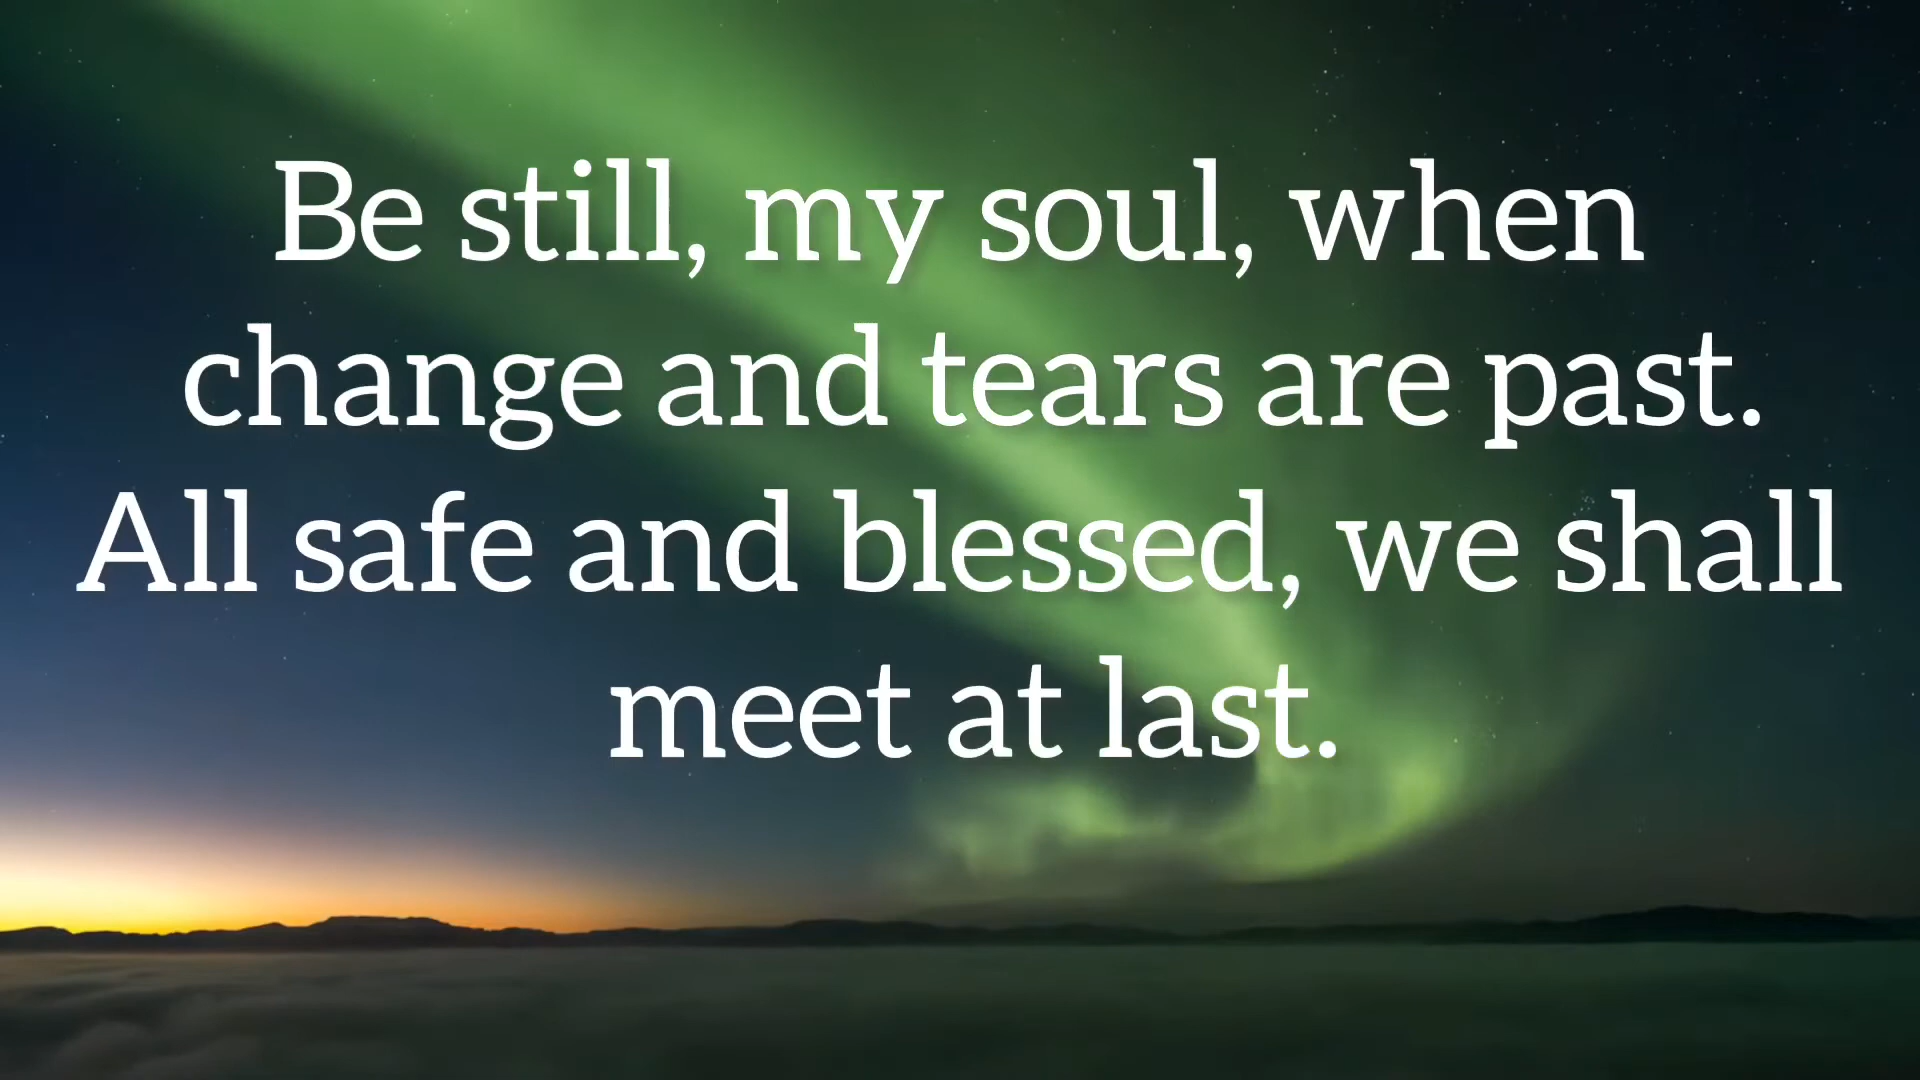 Be still, my soul, when
change and tears are past.
All safe and blessed, we shall
meet at last.